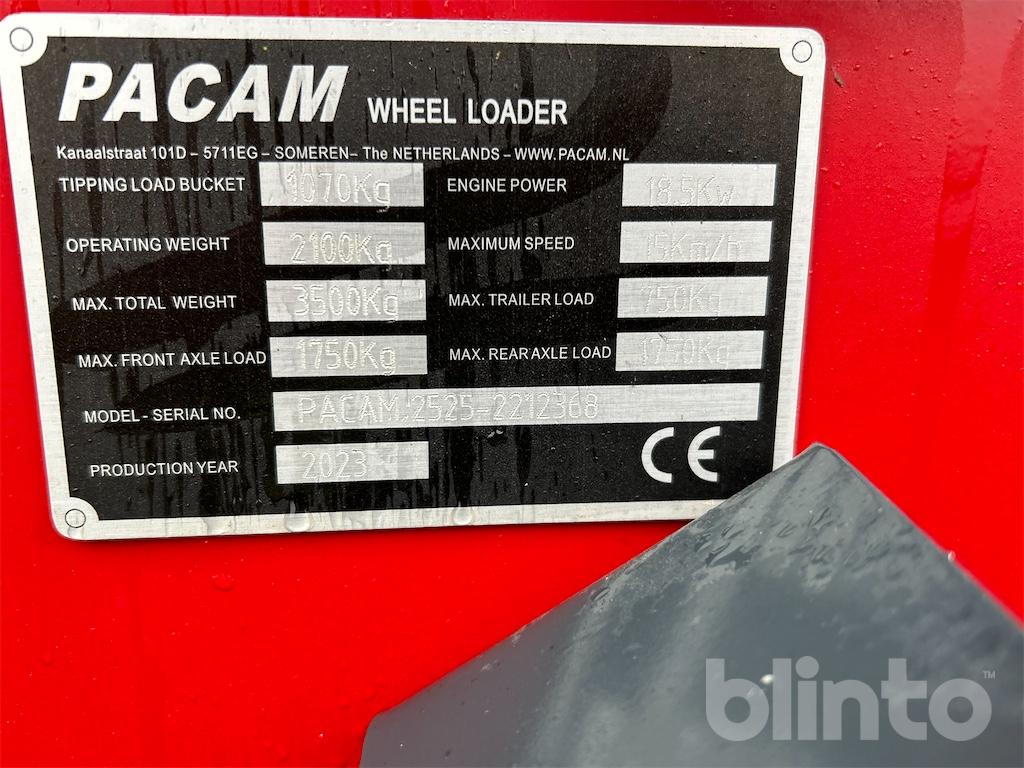 PACAM WHEEL LOADER
Kanaalstraat 101D – 5711EG – SOMEREN– The NETHERLANDS – WWW.PACAM.NL
TIPPING LOAD BUCKET 1070Kg ENGINE POWER 18.5Kw
OPERATING WEIGHT 2100Kg MAXIMUM SPEED 15Km/h
MAX. TOTAL WEIGHT 3500Kg MAX. TRAILER LOAD 750Kg
MAX. FRONT AXLE LOAD 1750Kg MAX. REAR AXLE LOAD 1750Kg
MODEL - SERIAL NO. PACAM.2525-2212368
PRODUCTION YEAR 2023 CE
blinto™